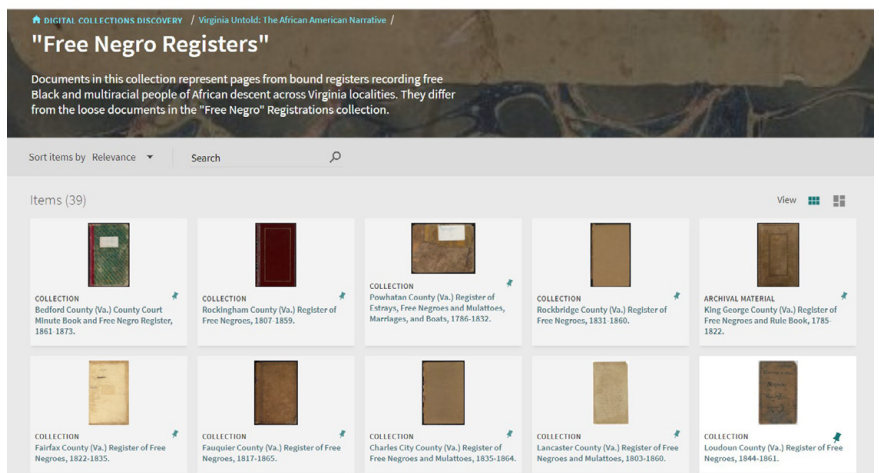 DIGITAL COLLECTIONS DISCOVERY / Virginia Untold: The African American Narrative /
"Free Negro Registers"
Documents in this collection represent pages from bound registers recording free
Black and multiracial people of African descent across Virginia localities. They differ
from the loose documents in the "Free Negro" Registrations collection.
Sort items by Relevance Search
Items (39) View
COLLECTION
Bedford County (Va.) County Court
Minute Book and Free Negro Register,
1861-1873.
COLLECTION
Rockingham County (Va.) Register of
Free Negroes, 1807-1859.
COLLECTION
Powhatan County (Va.) Register of
Estrays, Free Negroes and Mulattoes,
Marriages, and Boats, 1786-1832.
COLLECTION
Rockbridge County (Va.) Register of
Free Negroes, 1831-1860.
ARCHIVAL MATERIAL
King George County (Va.) Register of
Free Negroes and Rule Book, 1785-
1822.
COLLECTION
Fairfax County (Va.) Register of Free
Negroes, 1822-1835.
COLLECTION
Fauquier County (Va.) Register of Free
Negroes, 1817-1865.
COLLECTION
Charles City County (Va.) Register of
Free Negroes and Mulattoes, 1835-1864.
COLLECTION
Lancaster County (Va.) Register of Free
Negroes and Mulattoes, 1803-1860.
COLLECTION
Loudoun County (Va.) Register of Free
Negroes, 1844-1861.